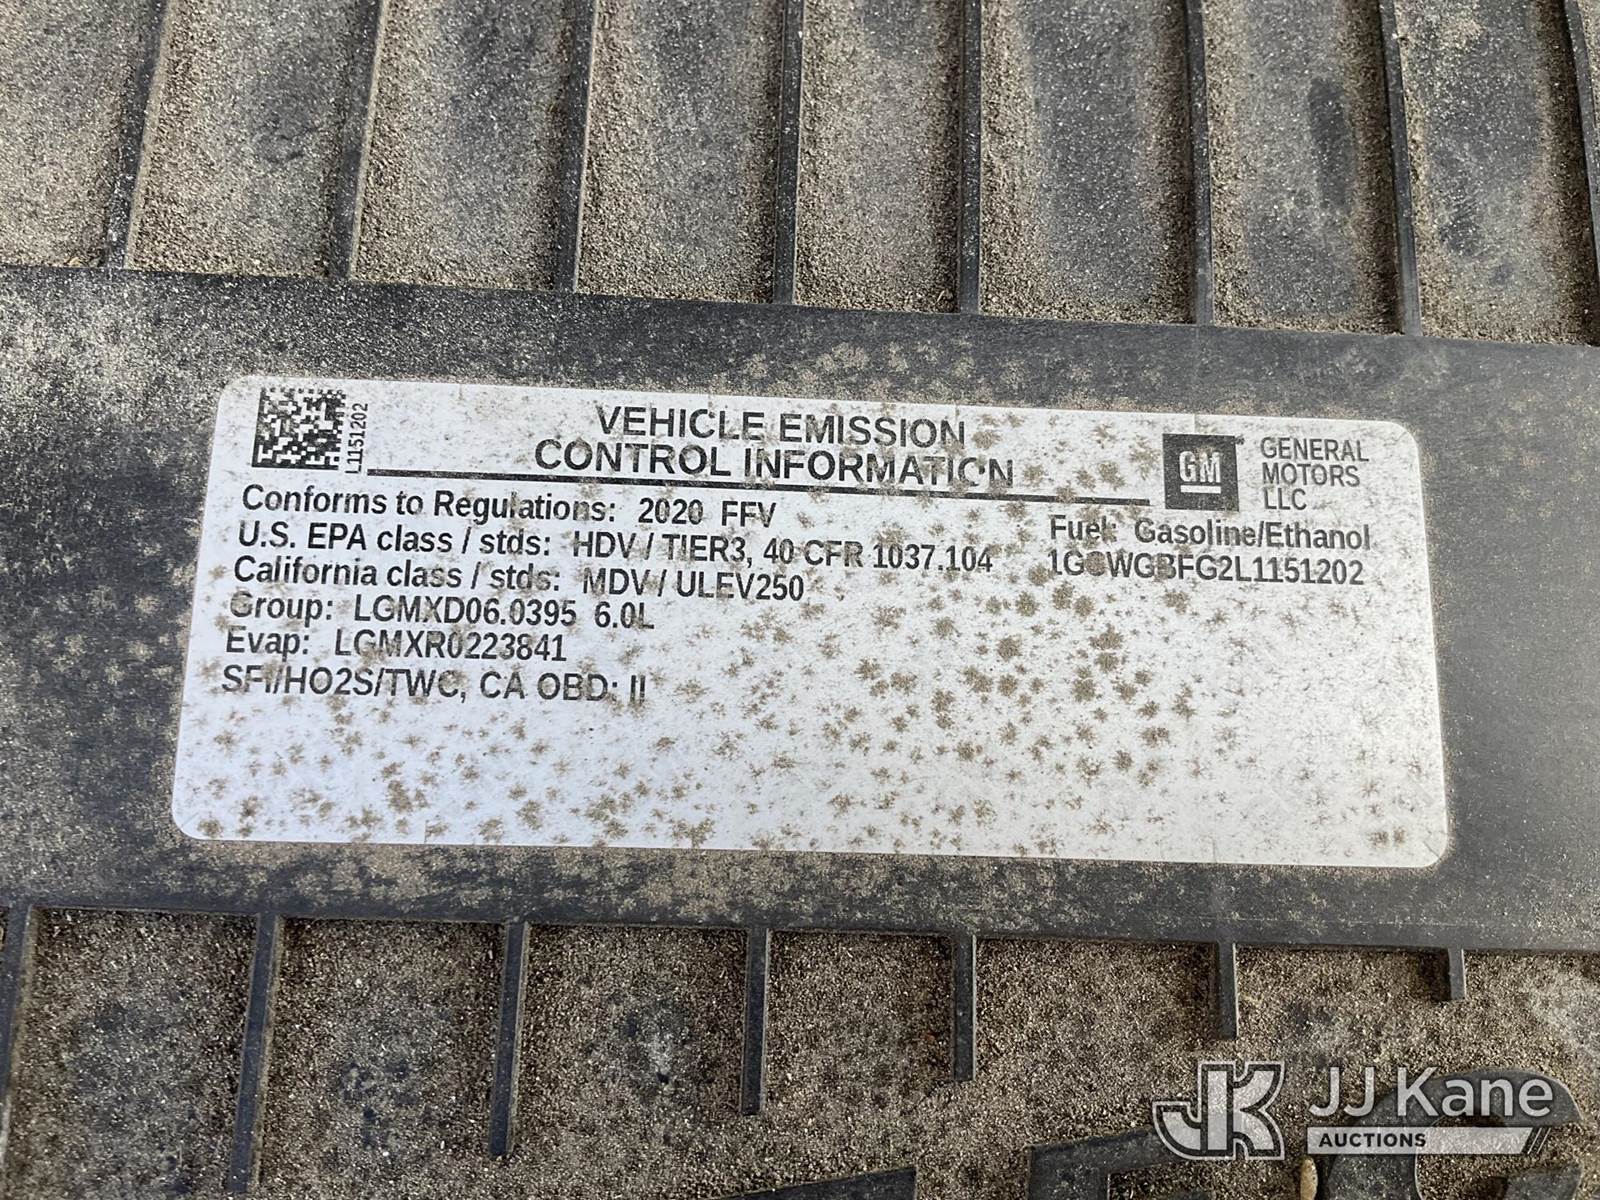 L1151202
VEHICLE EMISSION
CONTROL INFORMATION
GM
GENERAL
MOTORS
LLC
Conforms to Regulations: 2020 FFV
U.S. EPA class / stds: HDV / TIER3, 40 CFR 1037.104
California class / stds: MDV / ULEV250
Group: LGMXD06.0395 6.0L
Evap: LGMXR0223841
SFI/HO2S/TWC, CA OBD: II
Fuel: Gasoline/Ethanol
1GCWGBFG2L1151202
JK
JJ Kane
AUCTIONS